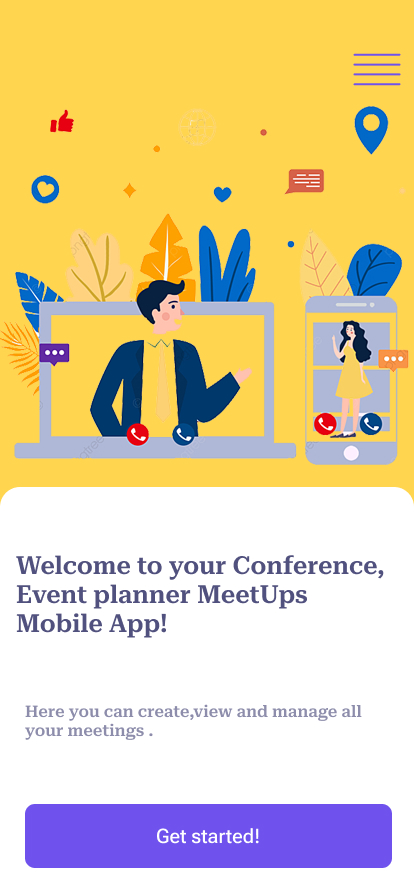 Welcome to your Conference,
Event planner MeetUps
Mobile App!
Here you can create,view and manage all
your meetings .
Get started!